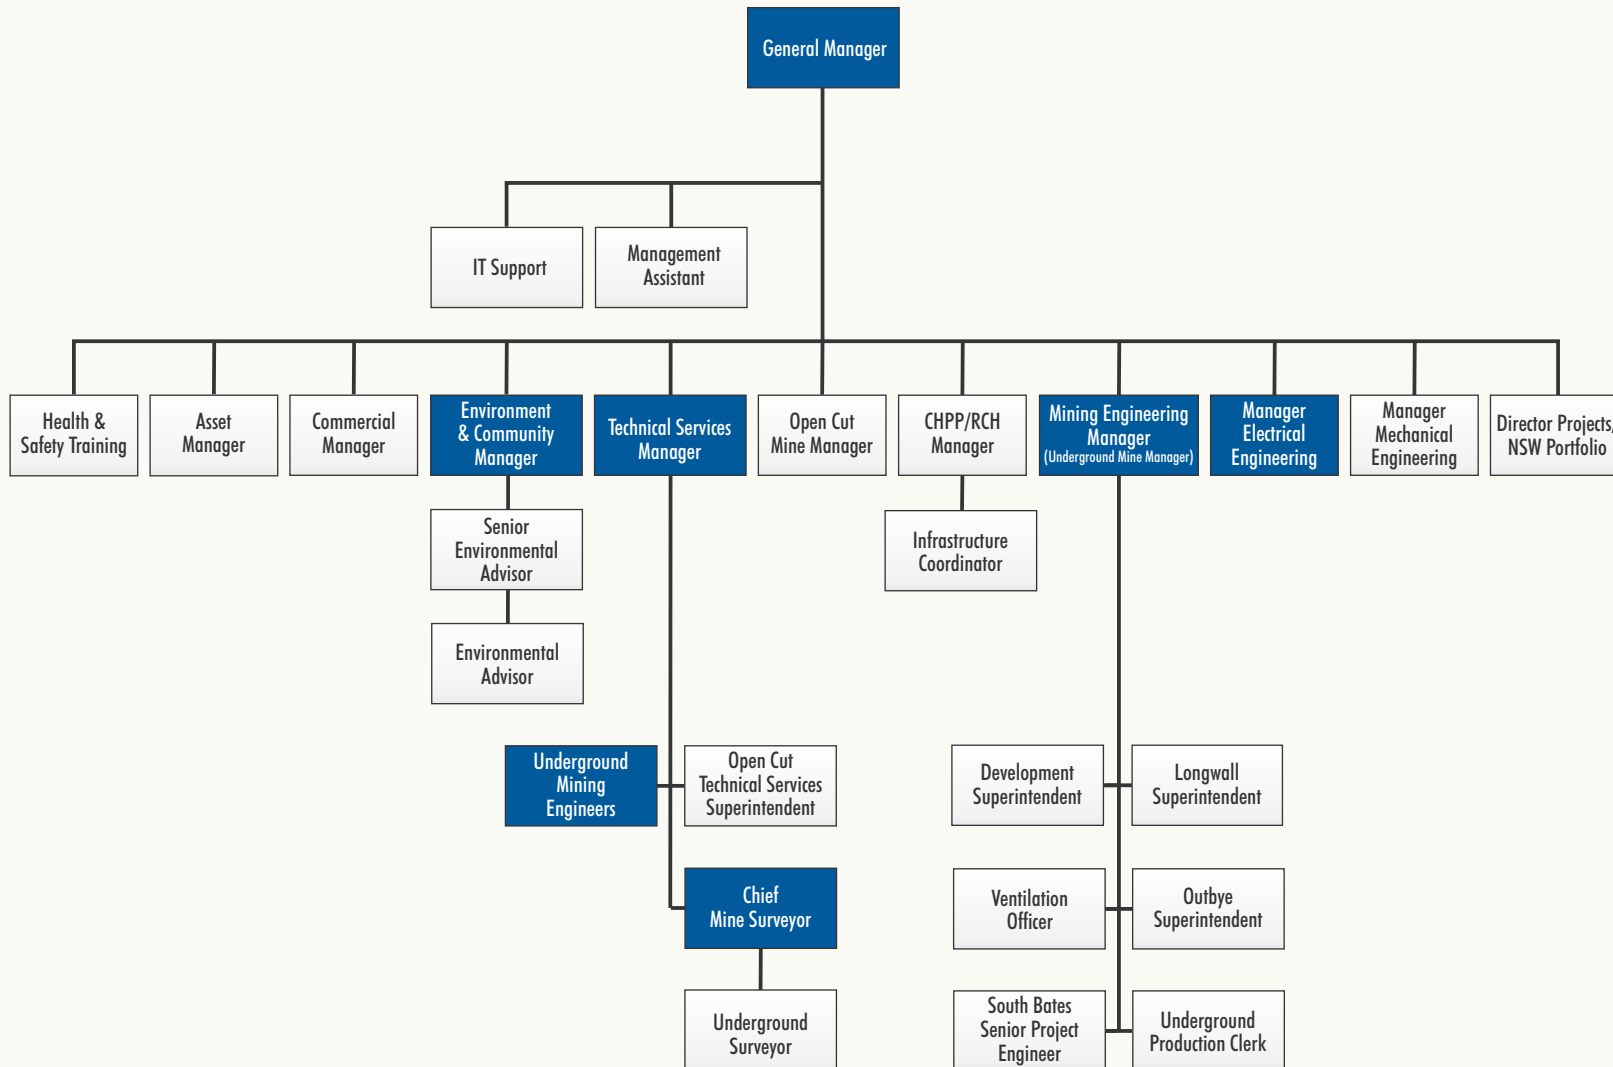 General Manager
IT Support
Management
Assistant
Health &
Safety Training
Asset
Manager
Commercial
Manager
Environment
& Community
Manager
Technical Services
Manager
Open Cut
Mine Manager
CHPP/RCH
Manager
Mining Engineering
Manager
(Underground Mine Manager)
Manager
Electrical
Engineering
Manager
Mechanical
Engineering
Director Projects,
NSW Portfolio
Senior
Environmental
Advisor
Infrastructure
Coordinator
Environmental
Advisor
Underground
Mining
Engineers
Open Cut
Technical Services
Superintendent
Development
Superintendent
Longwall
Superintendent
Chief
Mine Surveyor
Ventilation
Officer
Outbye
Superintendent
Underground
Surveyor
South Bates
Senior Project
Engineer
Underground
Production Clerk